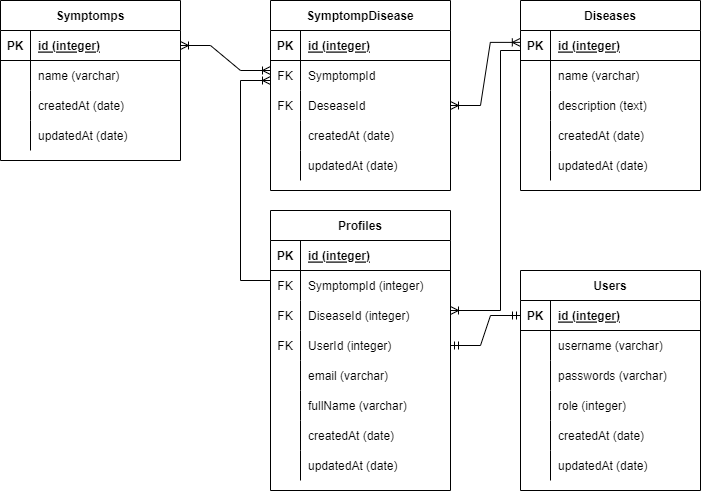 Symptomps
PK id (integer)
name (varchar)
createdAt (date)
updatedAt (date)
SymptompDisease
PK id (integer)
FK SymptompId
FK DeseaseId
createdAt (date)
updatedAt (date)
Diseases
PK id (integer)
name (varchar)
description (text)
createdAt (date)
updatedAt (date)
Profiles
PK id (integer)
FK SymptompId (integer)
FK DiseaseId (integer)
FK UserId (integer)
email (varchar)
fullName (varchar)
createdAt (date)
updatedAt (date)
Users
PK id (integer)
username (varchar)
passwords (varchar)
role (integer)
createdAt (date)
updatedAt (date)